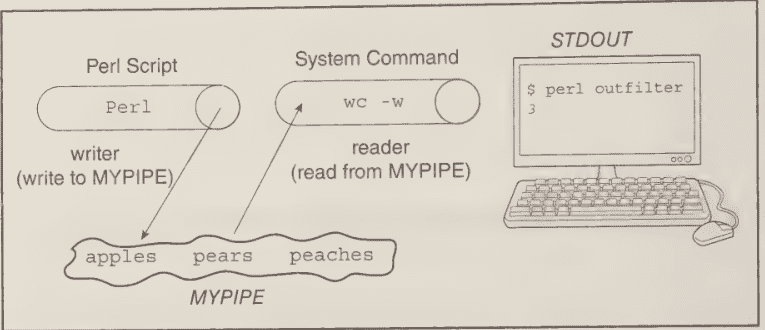 Perl Script
Perl
writer
(write to MYPIPE)
System Command
wc -w
reader
(read from MYPIPE)
STDOUT
$ perl outfilter
3
apples pears peaches
MYPIPE